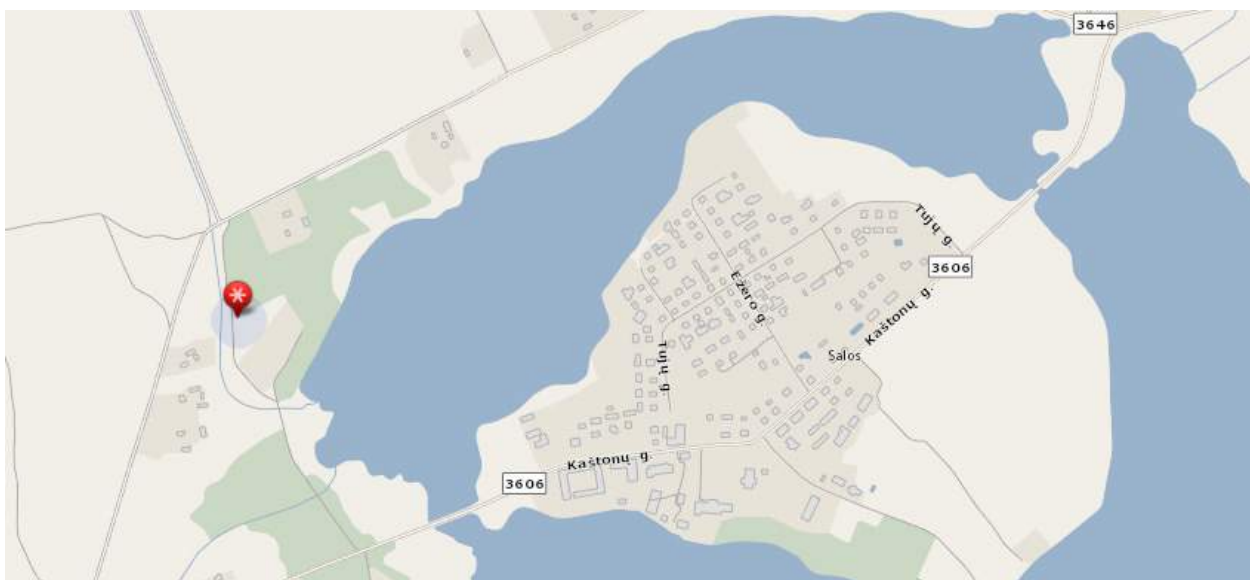 3646
Tujų g.
3606
Ežero g.
Kaštonų g.
Salos
Tujų g.
Kaštonų g.
3606